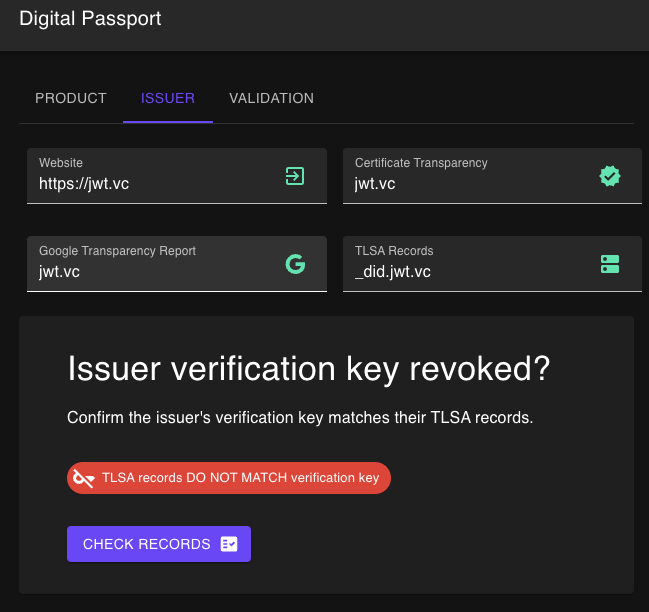 Digital Passport
PRODUCT
ISSUER
VALIDATION
Website
https://jwt.vc
Certificate Transparency
jwt.vc
Google Transparency Report
jwt.vc
TLSA Records
_did.jwt.vc
Issuer verification key revoked?
Confirm the issuer's verification key matches their TLSA records.
TLSA records DO NOT MATCH verification key
CHECK RECORDS